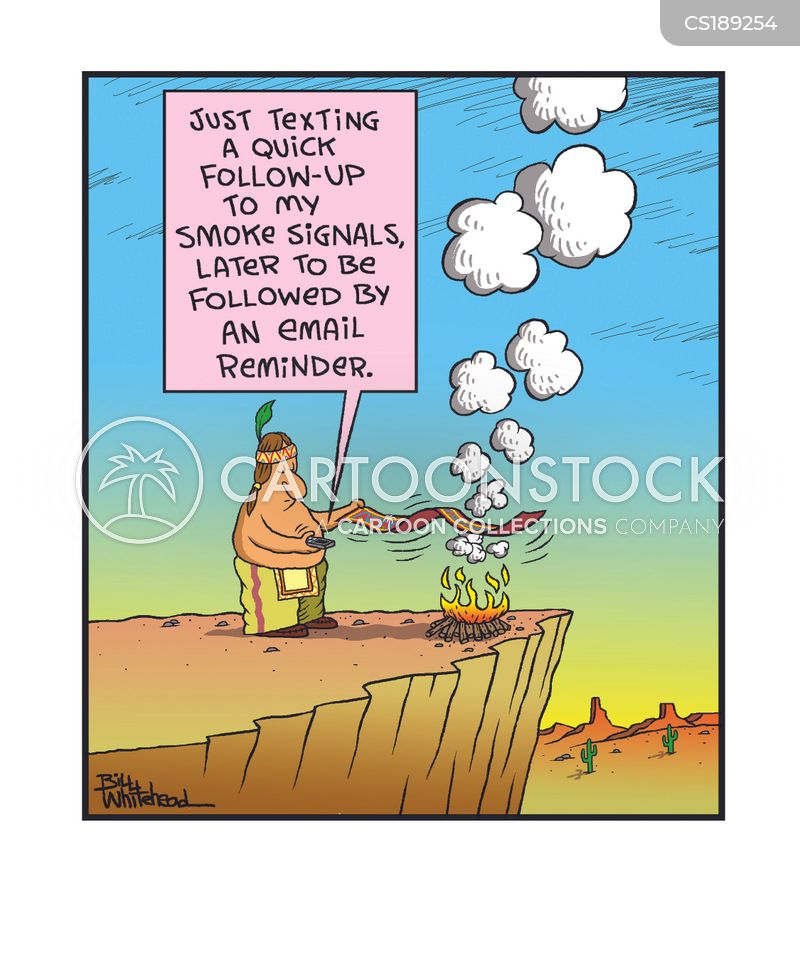 CS189254
JUST TEXTING
A QUICK
FOLLOW-UP
TO MY
SMOKE SIGNALS,
LATER TO BE
FOLLOWED BY
AN EMAIL
REMINDER.
CARTOONSTOCK
A CARTOON COLLECTIONS COMPANY
Bill
Whitehead